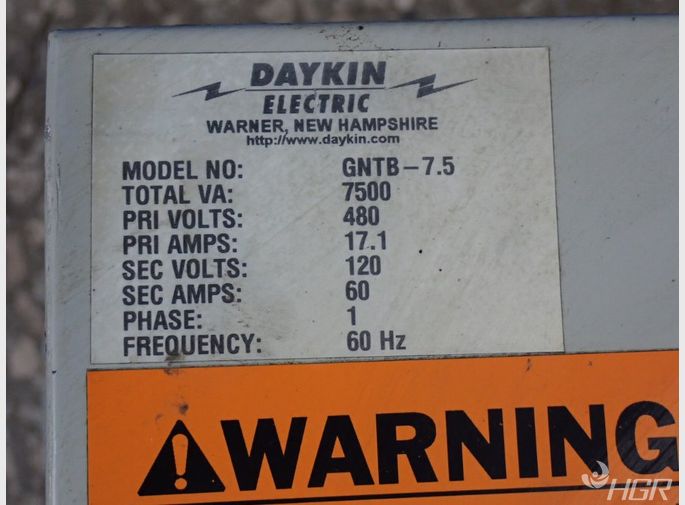 DAYKIN
ELECTRIC
WARNER, NEW HAMPSHIRE
http://www.daykin.com
MODEL NO: GNTB-7.5
TOTAL VA: 7500
PRI VOLTS: 480
PRI AMPS: 17.1
SEC VOLTS: 120
SEC AMPS: 60
PHASE: 1
FREQUENCY: 60 Hz
WARNING
HGR